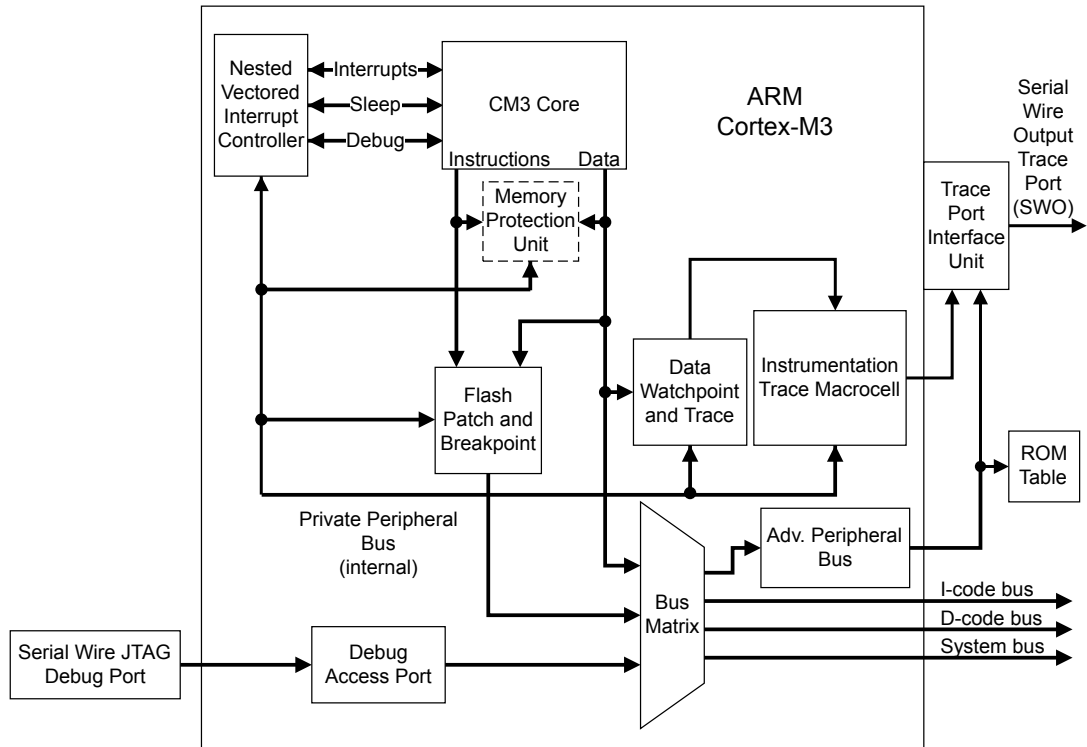 Nested
Vectored
Interrupt
Controller
Interrupts
Sleep
Debug
CM3 Core
Instructions
Data
ARM
Cortex-M3
Memory
Protection
Unit
Serial
Wire
Output
Trace
Port
(SWO)
Trace
Port
Interface
Unit
Flash
Patch and
Breakpoint
Data
Watchpoint
and Trace
Instrumentation
Trace Macrocell
ROM
Table
Private Peripheral
Bus
(internal)
Adv. Peripheral
Bus
Bus
Matrix
I-code bus
D-code bus
System bus
Serial Wire JTAG
Debug Port
Debug
Access Port